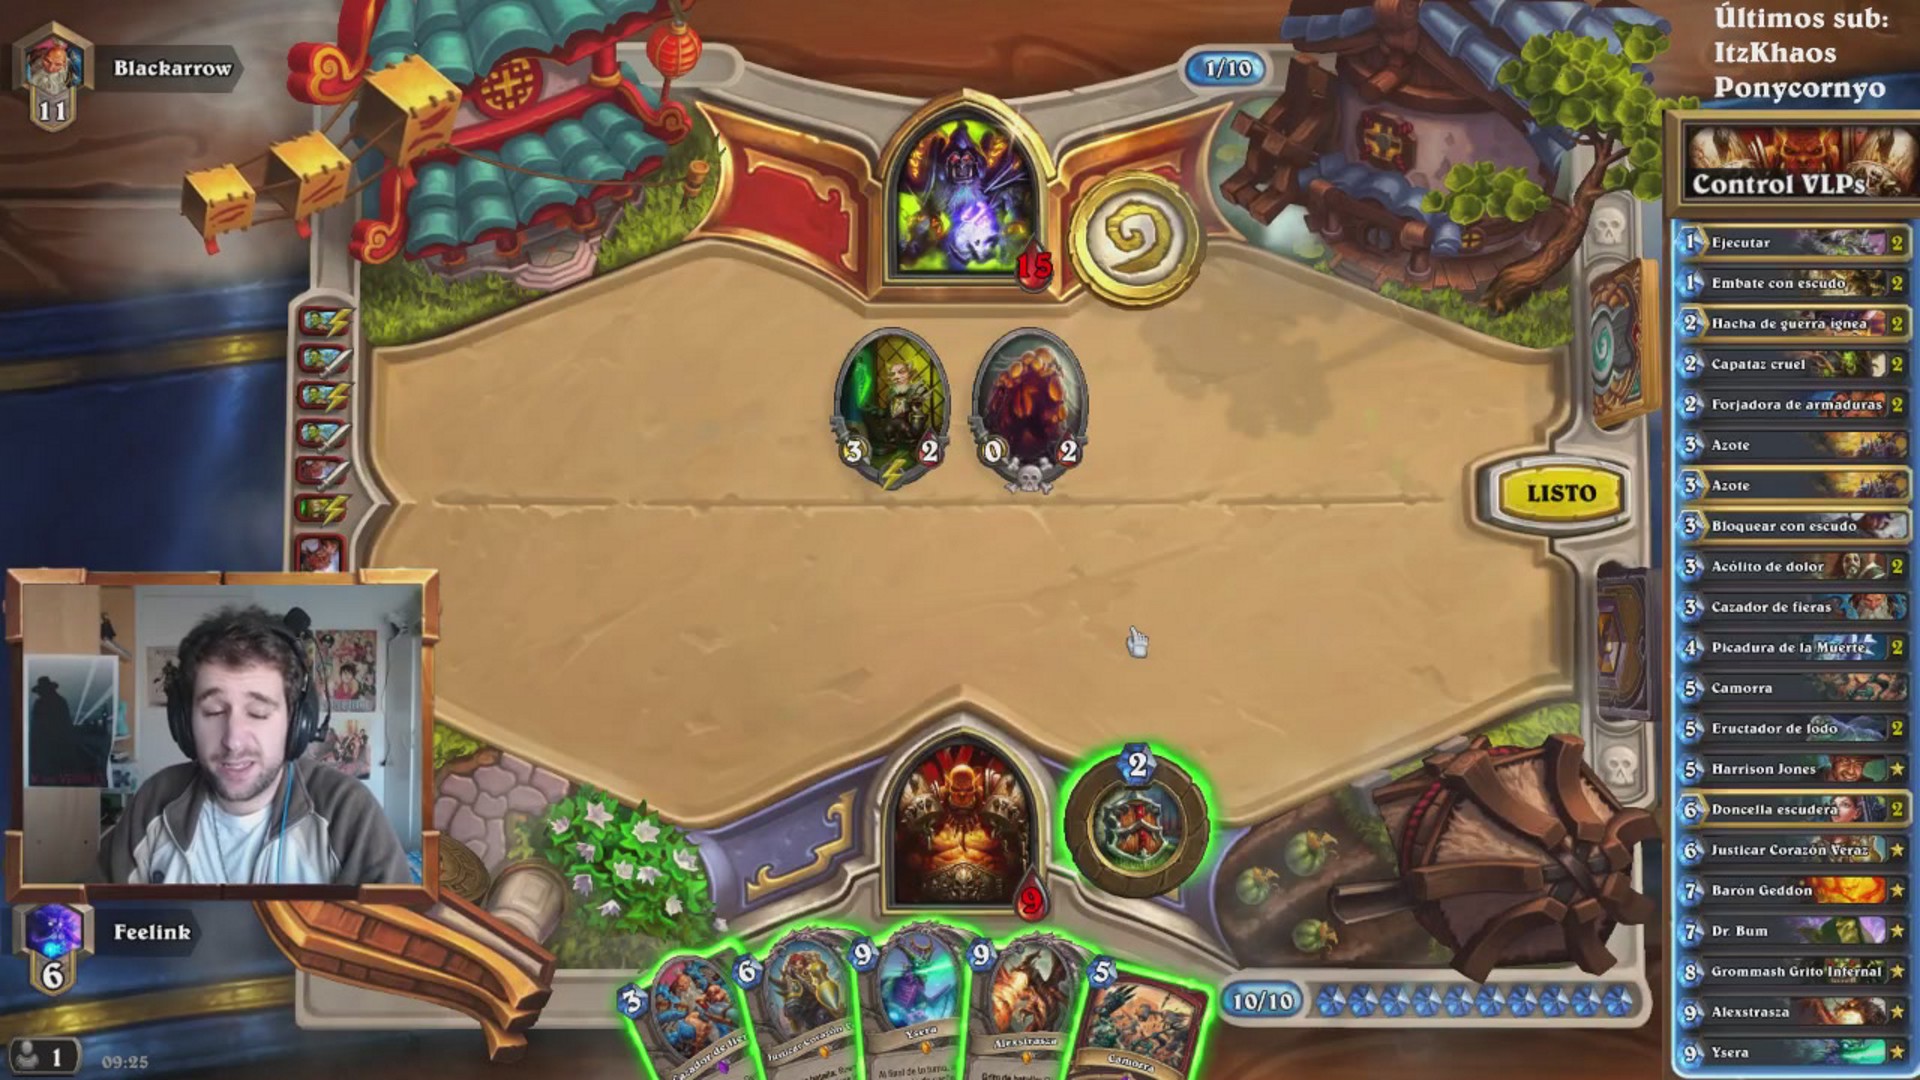 Últimos sub:
ItzKhaos
Ponycornyo
Blackarrow
11
1/10
15
Control VLPs
1 Ejecutar 2
1 Embate con escudo 2
2 Hacha de guerra ígnea 2
2 Capataz cruel 2
2 Forjadora de armaduras 2
3 Azote
3 Azote
3 Bloquear con escudo
3 Acólito de dolor 2
3 Cazador de fieras
4 Picadura de la Muerte 2
5 Camorra
5 Eructador de lodo 2
5 Harrison Jones
6 Doncella escudera 2
6 Justicar Corazón Veraz
7 Barón Geddon
7 Dr. Bum
8 Grommash Grito Infernal
9 Alexstrasza
9 Ysera
3 2
0 2
LISTO
2
9
Feelink
6
3
6
9
9
5
Ysera
Alexstrasza
Camorra
10/10
1
09:25